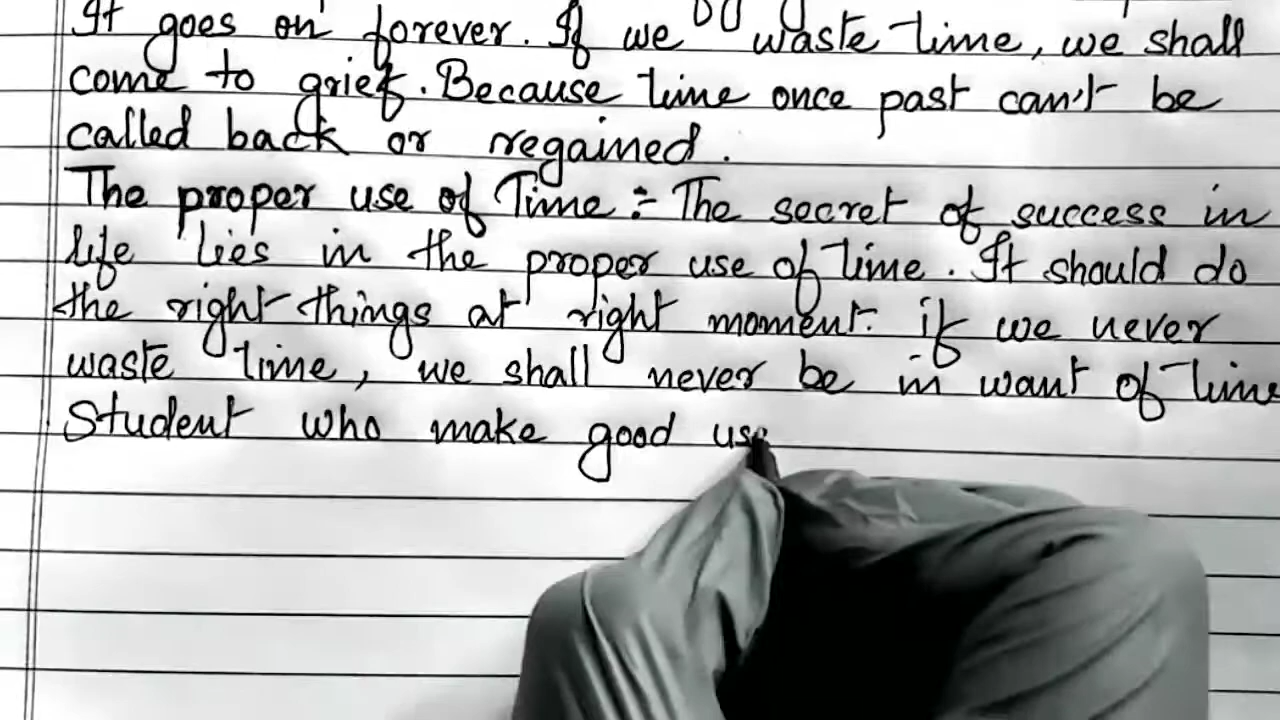 It goes on forever. If we waste time, we shall
come to grief. Because time once past can't be
called back or regained.
The proper use of Time :- The secret of success in
life lies in the proper use of time. It should do
the right things at right moment. if we never
waste time, we shall never be in want of time
Student who make good use